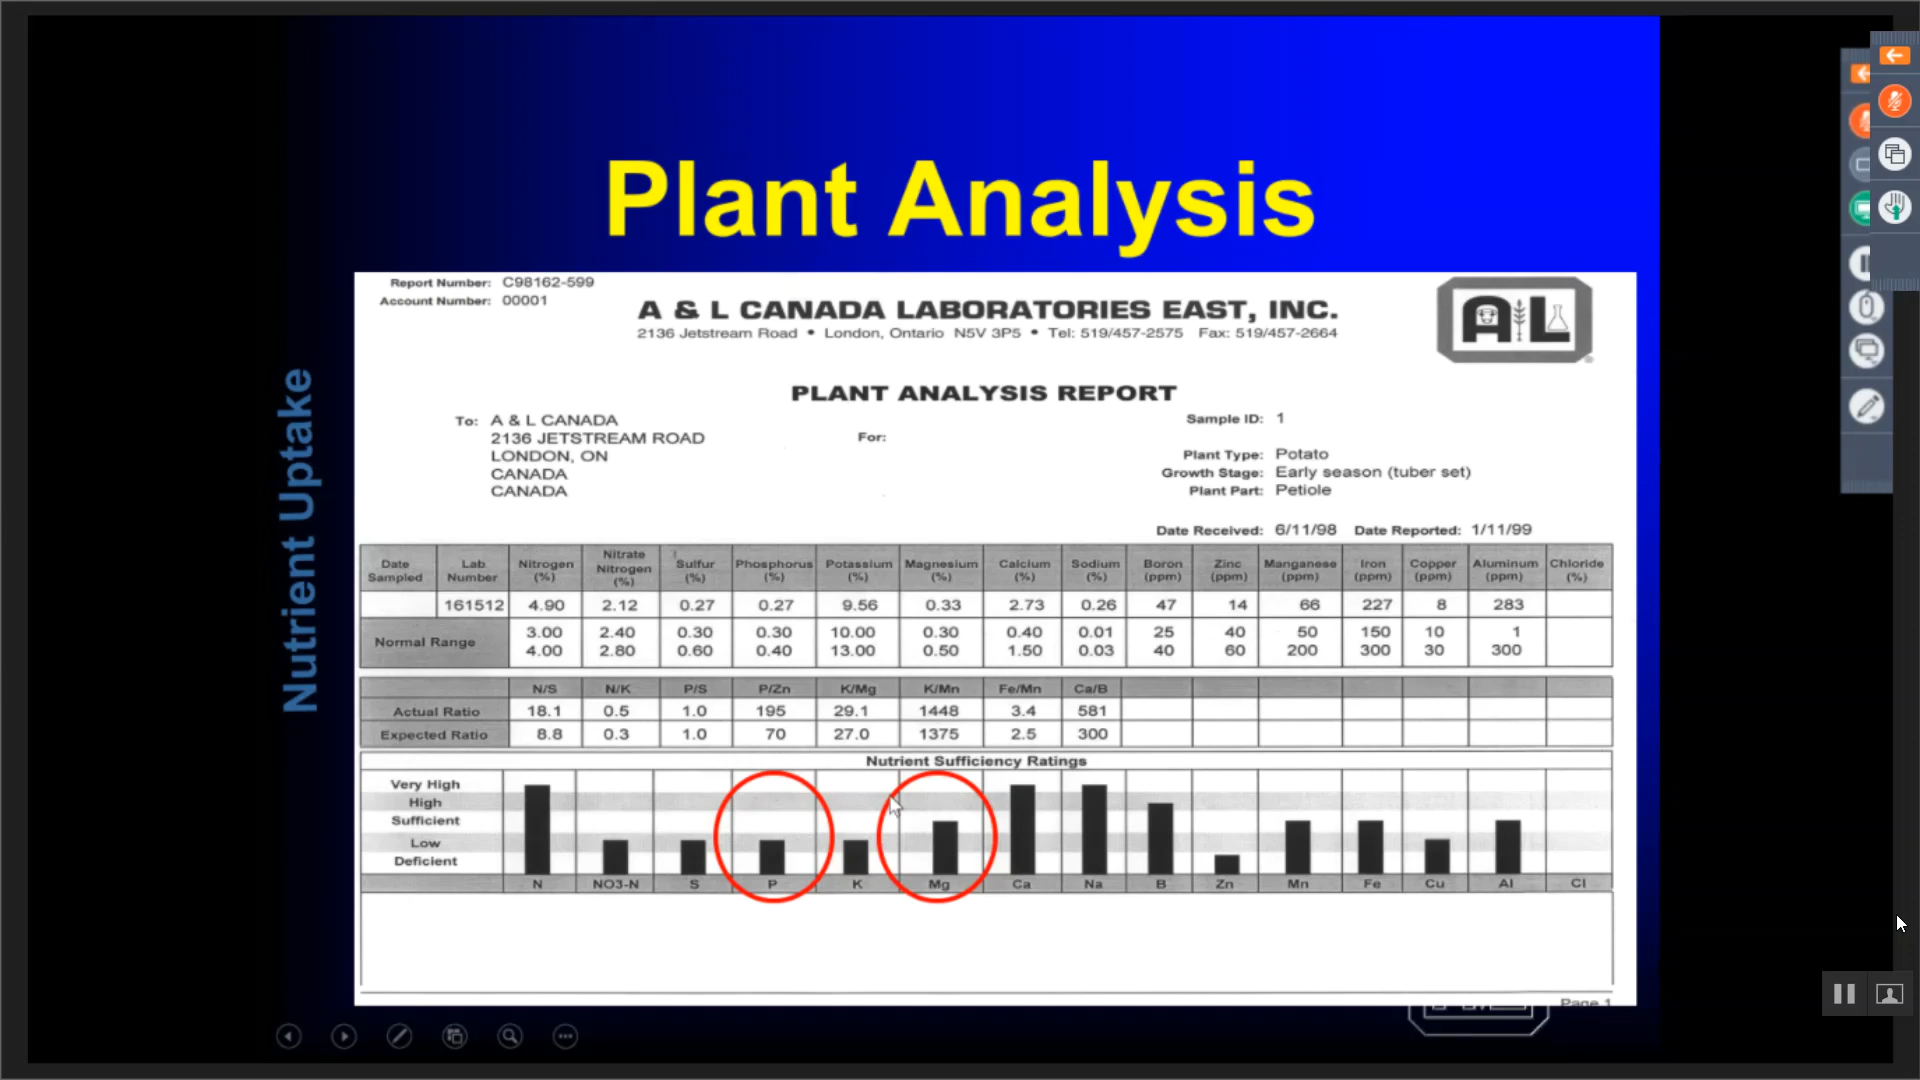 Plant Analysis
Nutrient Uptake
Report Number: C98162-599
Account Number: 00001
A & L CANADA LABORATORIES EAST, INC.
2136 Jetstream Road • London, Ontario N5V 3P5 • Tel: 519/457-2575 Fax: 519/457-2664
A L
PLANT ANALYSIS REPORT
To: A & L CANADA
2136 JETSTREAM ROAD
LONDON, ON
CANADA
CANADA
For:
Sample ID: 1
Plant Type: Potato
Growth Stage: Early season (tuber set)
Plant Part: Petiole
Date Received: 6/11/98 Date Reported: 1/11/99
Date Sampled Lab Number Nitrogen (%) Nitrate Nitrogen (%) Sulfur (%) Phosphorus (%) Potassium (%) Magnesium (%) Calcium (%) Sodium (%) Boron (ppm) Zinc (ppm) Manganese (ppm) Iron (ppm) Copper (ppm) Aluminum (ppm) Chloride (%)
161512 4.90 2.12 0.27 0.27 9.56 0.33 2.73 0.26 47 14 66 227 8 283
Normal Range 3.00 2.40 0.30 0.30 10.00 0.30 0.40 0.01 25 40 50 150 10 1
4.00 2.80 0.60 0.40 13.00 0.50 1.50 0.03 40 60 200 300 30 300
N/S N/K P/S P/Zn K/Mg K/Mn Fe/Mn Ca/B
Actual Ratio 18.1 0.5 1.0 195 29.1 1448 3.4 581
Expected Ratio 8.8 0.3 1.0 70 27.0 1375 2.5 300
Nutrient Sufficiency Ratings
Very High
High
Sufficient
Low
Deficient
N NO3-N S P K Mg Ca Na B Zn Mn Fe Cu Al Cl
Page 1